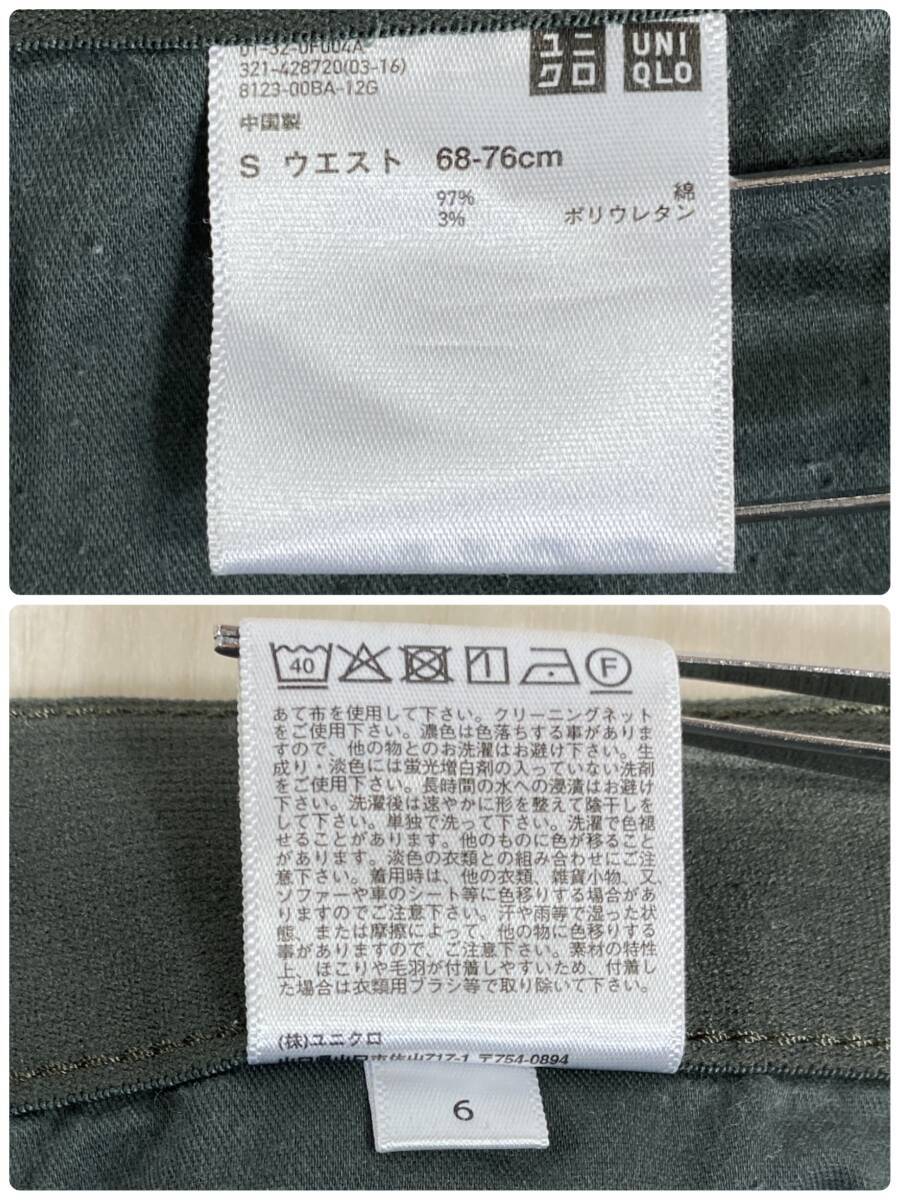 01-32-0F004A
321-428720(03-16)
8123-00BA-12G
ユニ
クロ
UNI
QLO
中国製
S ウエスト 68-76cm
97% 綿
3% ポリウレタン
40
F
あて布を使用して下さい。クリーニングネット
をご使用下さい。濃色は色落ちする事がありま
すので、他の物とのお洗濯はお避け下さい。生
成り・淡色には蛍光増白剤の入っていない洗剤
をご使用下さい。長時間の水への浸漬はお避け
下さい。洗濯後は速やかに形を整えて陰干しを
して下さい。単独で洗って下さい。洗濯で色褪
せることがあります。他のものに色が移ること
があります。淡色の衣類との組み合わせにご注
意下さい。着用時は、他の衣類、雑貨小物、又、
ソファーや車のシート等に色移りする場合があ
りますのでご注意下さい。汗や雨等で湿った状
態、または摩擦によって、他の物に色移りする
事がありますので、ご注意下さい。素材の特性
上、ほこりや毛羽が付着しやすいため、付着し
た場合は衣類用ブラシ等で取り除いて下さい。
(株)ユニクロ
山口県山口市佐山717-1 〒754-0894
6